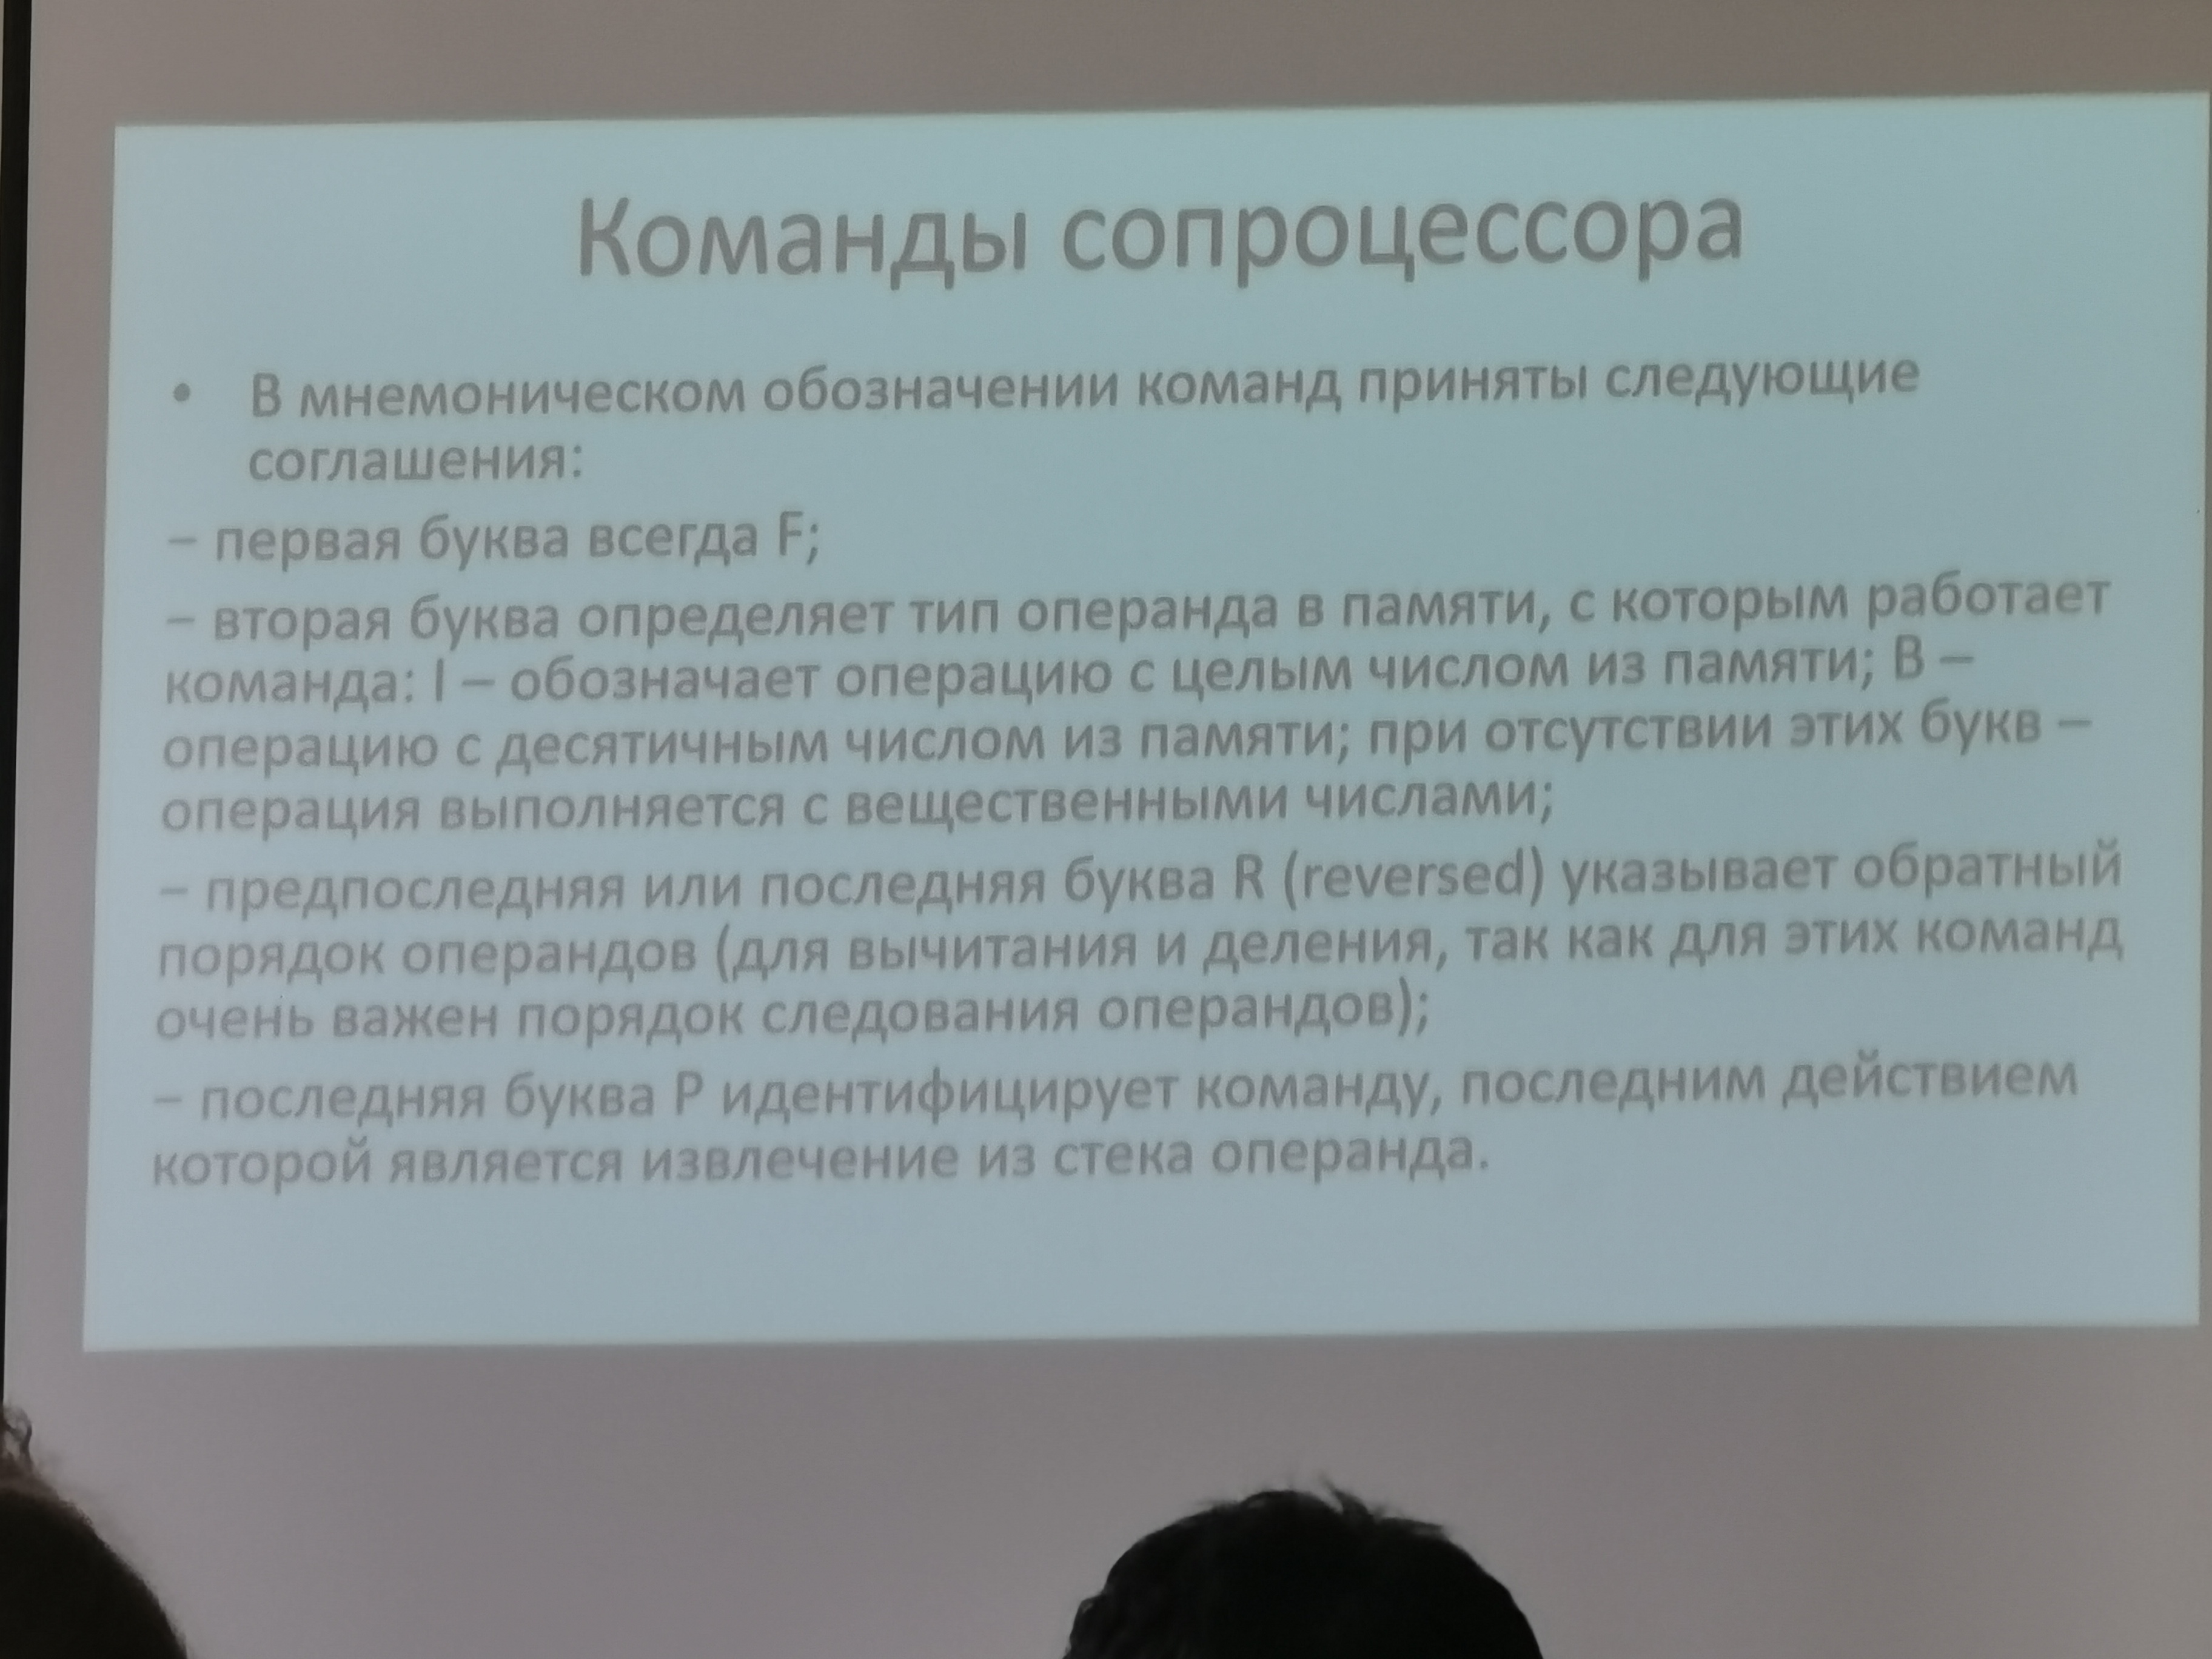 Команды сопроцессора
• В мнемоническом обозначении команд приняты следующие
соглашения:
– первая буква всегда F;
– вторая буква определяет тип операнда в памяти, с которым работает
команда: I – обозначает операцию с целым числом из памяти; B –
операцию с десятичным числом из памяти; при отсутствии этих букв –
операция выполняется с вещественными числами;
– предпоследняя или последняя буква R (reversed) указывает обратный
порядок операндов (для вычитания и деления, так как для этих команд
очень важен порядок следования операндов);
– последняя буква P идентифицирует команду, последним действием
которой является извлечение из стека операнда.